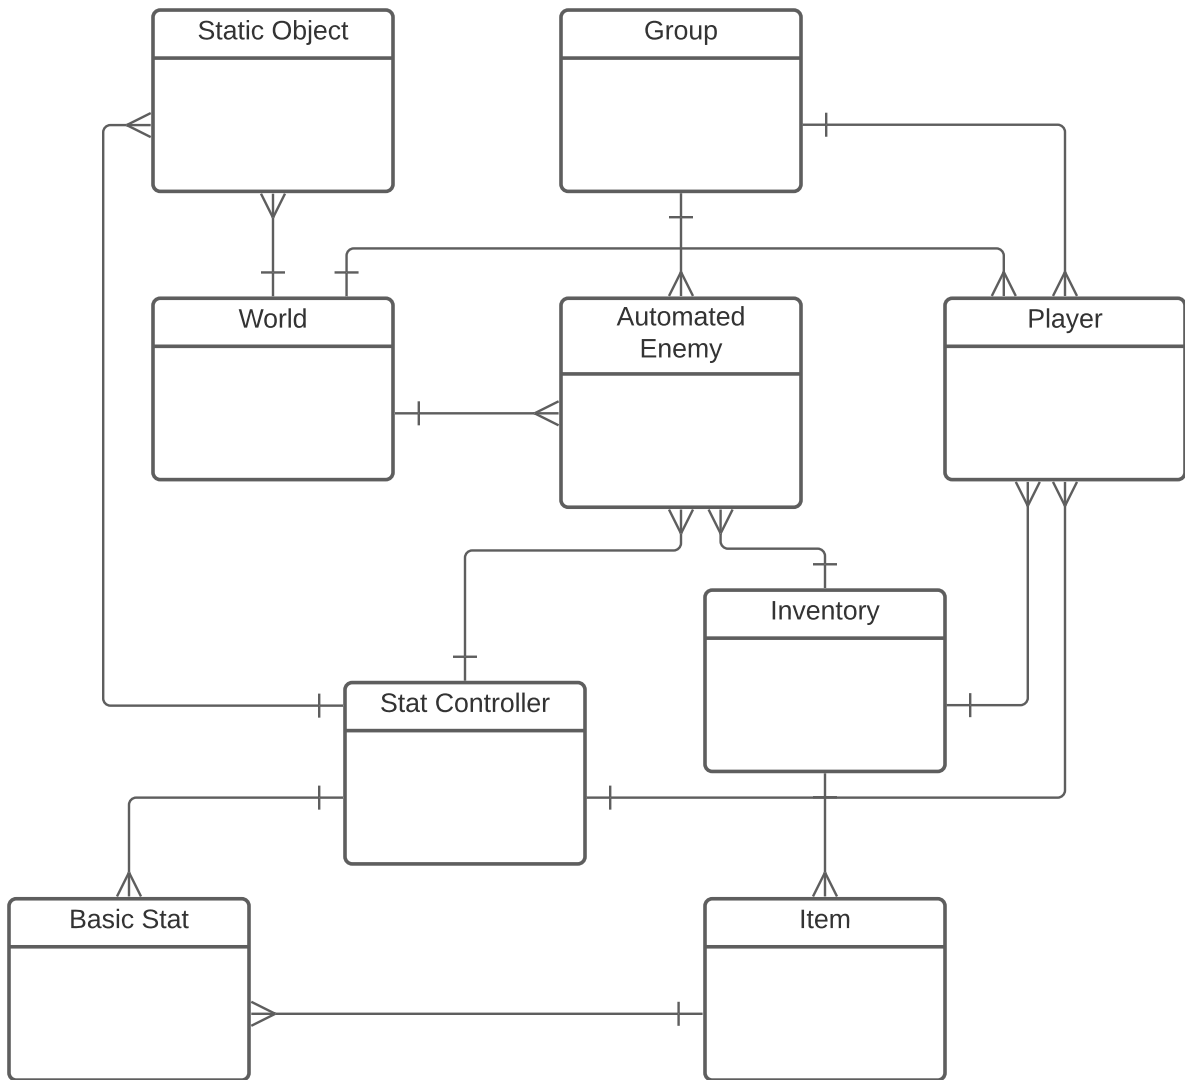 Static Object
Group
World
Automated
Enemy
Player
Inventory
Stat Controller
Basic Stat
Item